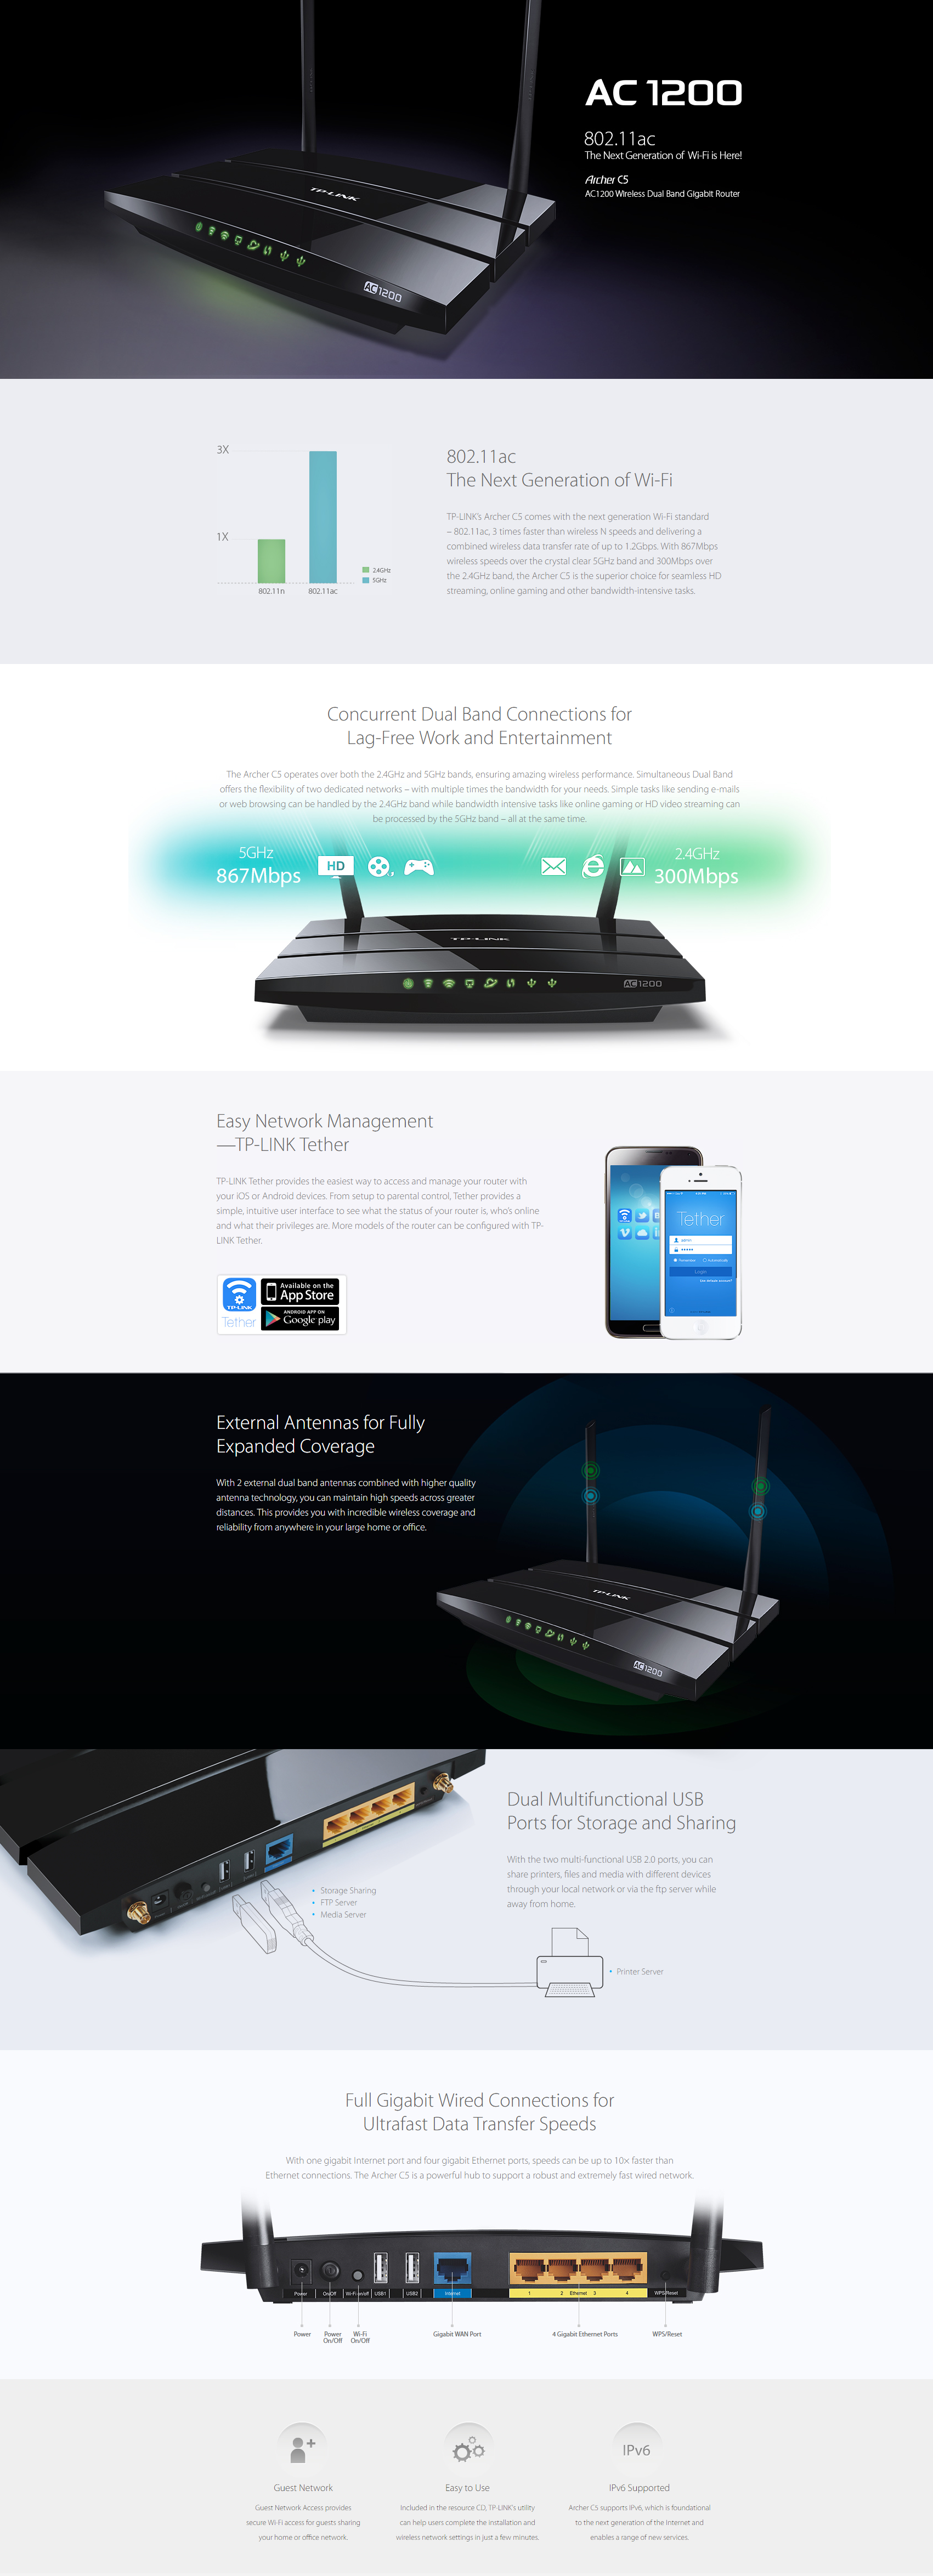 AC 1200
802.11ac
The Next Generation of Wi-Fi is Here!
Archer C5
AC1200 Wireless Dual Band Gigabit Router
TP-LINK
AC1200
3X
1X
802.11n
802.11ac
2.4GHz
5GHz
802.11ac
The Next Generation of Wi-Fi
TP-LINK's Archer C5 comes with the next generation Wi-Fi standard
– 802.11ac, 3 times faster than wireless N speeds and delivering a
combined wireless data transfer rate of up to 1.2Gbps. With 867Mbps
wireless speeds over the crystal clear 5GHz band and 300Mbps over
the 2.4GHz band, the Archer C5 is the superior choice for seamless HD
streaming, online gaming and other bandwidth-intensive tasks.
Concurrent Dual Band Connections for
Lag-Free Work and Entertainment
The Archer C5 operates over both the 2.4GHz and 5GHz bands, ensuring amazing wireless performance. Simultaneous Dual Band
offers the flexibility of two dedicated networks – with multiple times the bandwidth for your needs. Simple tasks like sending e-mails
or web browsing can be handled by the 2.4GHz band while bandwidth intensive tasks like online gaming or HD video streaming can
be processed by the 5GHz band – all at the same time.
5GHz
867Mbps
HD
2.4GHz
300Mbps
TP-LINK
AC1200
Easy Network Management
—TP-LINK Tether
TP-LINK Tether provides the easiest way to access and manage your router with
your iOS or Android devices. From setup to parental control, Tether provides a
simple, intuitive user interface to see what the status of your router is, who's online
and what their privileges are. More models of the router can be configured with TP-
LINK Tether.
TP-LINK
Tether
Available on the
App Store
ANDROID APP ON
Google play
Tether
admin
Login
External Antennas for Fully
Expanded Coverage
With 2 external dual band antennas combined with higher quality
antenna technology, you can maintain high speeds across greater
distances. This provides you with incredible wireless coverage and
reliability from anywhere in your large home or office.
TP-LINK
AC1200
Dual Multifunctional USB
Ports for Storage and Sharing
With the two multi-functional USB 2.0 ports, you can
share printers, files and media with different devices
through your local network or via the ftp server while
away from home.
• Storage Sharing
• FTP Server
• Media Server
• Printer Server
Full Gigabit Wired Connections for
Ultrafast Data Transfer Speeds
With one gigabit Internet port and four gigabit Ethernet ports, speeds can be up to 10× faster than
Ethernet connections. The Archer C5 is a powerful hub to support a robust and extremely fast wired network.
Power
On/Off
Wi-Fi on/off
USB1
USB2
Internet
1 2 Ethernet 3 4
WPS/Reset
Power
Power
On/Off
Wi-Fi
On/Off
Gigabit WAN Port
4 Gigabit Ethernet Ports
WPS/Reset
IPv6
Guest Network
Guest Network Access provides
secure Wi-Fi access for guests sharing
your home or office network.
Easy to Use
Included in the resource CD, TP-LINK's utility
can help users complete the installation and
wireless network settings in just a few minutes.
IPv6 Supported
Archer C5 supports IPv6, which is foundational
to the next generation of the Internet and
enables a range of new services.